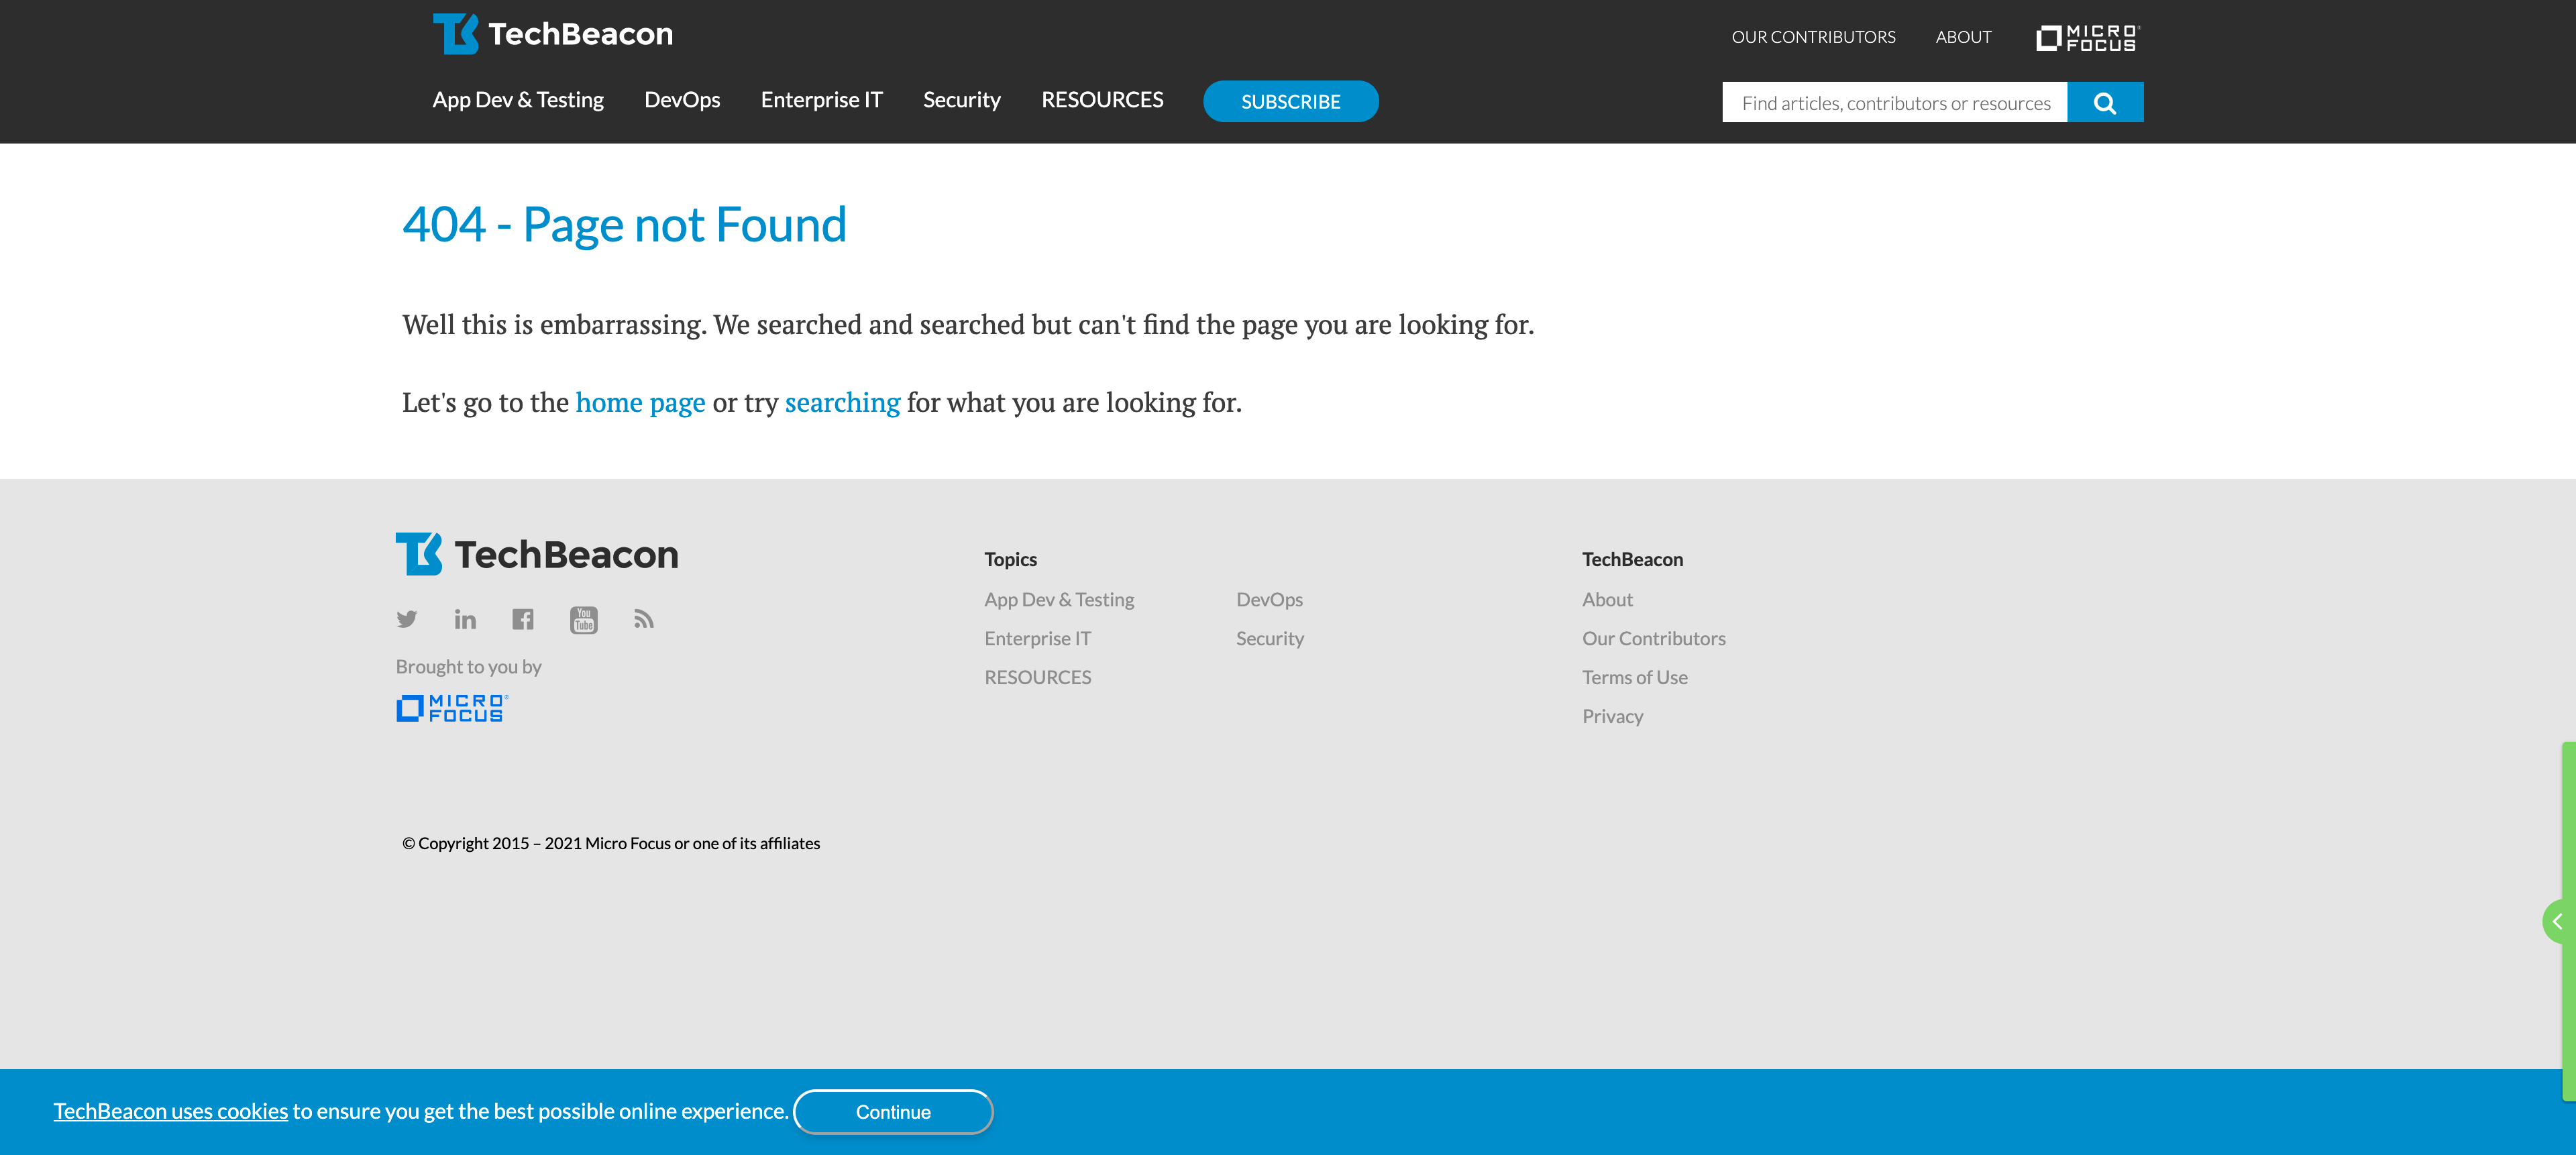 TechBeacon
OUR CONTRIBUTORS ABOUT MICRO FOCUS
App Dev & Testing DevOps Enterprise IT Security RESOURCES SUBSCRIBE Find articles, contributors or resources
404 - Page not Found
Well this is embarrassing. We searched and searched but can't find the page you are looking for.
Let's go to the home page or try searching for what you are looking for.
TechBeacon
You Tube
Brought to you by
MICRO FOCUS
Topics
App Dev & Testing DevOps
Enterprise IT Security
RESOURCES
TechBeacon
About
Our Contributors
Terms of Use
Privacy
© Copyright 2015 – 2021 Micro Focus or one of its affiliates
TechBeacon uses cookies to ensure you get the best possible online experience. Continue